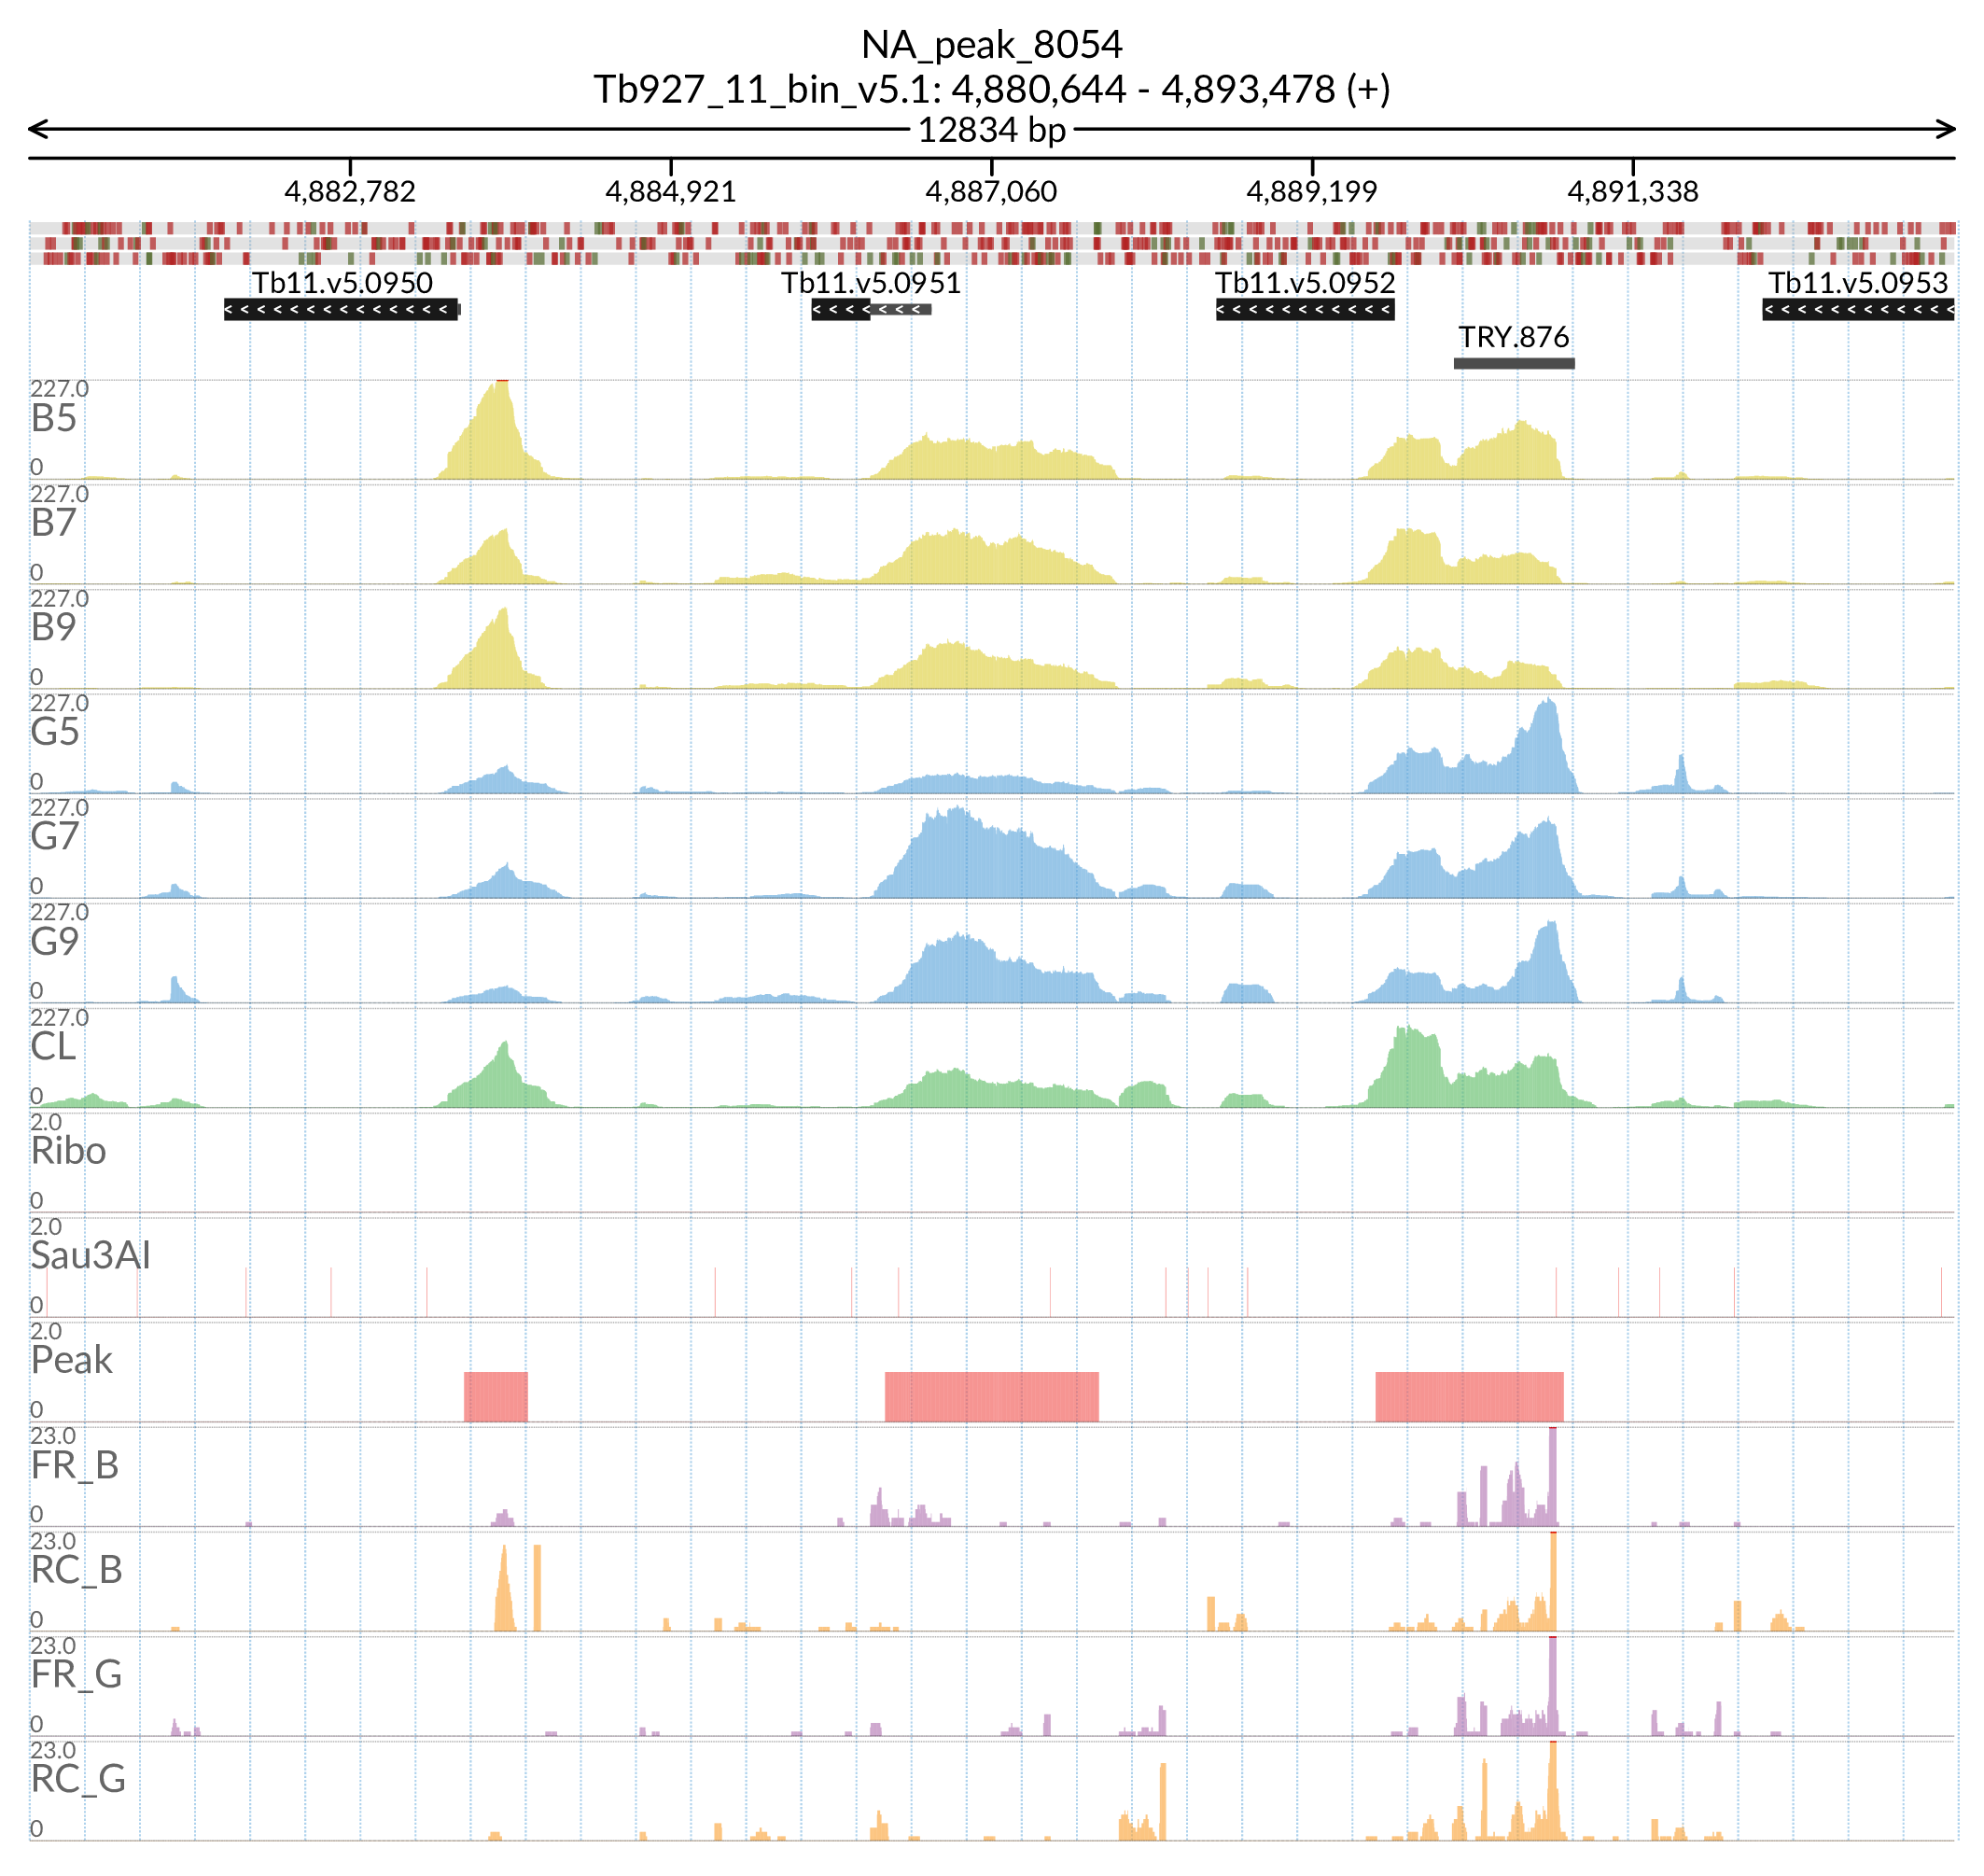 NA_peak_8054
Tb927_11_bin_v5.1: 4,880,644 - 4,893,478 (+)
12834 bp
4,882,782 4,884,921 4,887,060 4,889,199 4,891,338
Tb11.v5.0950 Tb11.v5.0951 Tb11.v5.0952 Tb11.v5.0953
TRY.876
227.0
B5
0
227.0
B7
0
227.0
B9
0
227.0
G5
0
227.0
G7
0
227.0
G9
0
227.0
CL
0
2.0
Ribo
0
2.0
Sau3AI
0
2.0
Peak
0
23.0
FR_B
0
23.0
RC_B
0
23.0
FR_G
0
23.0
RC_G
0